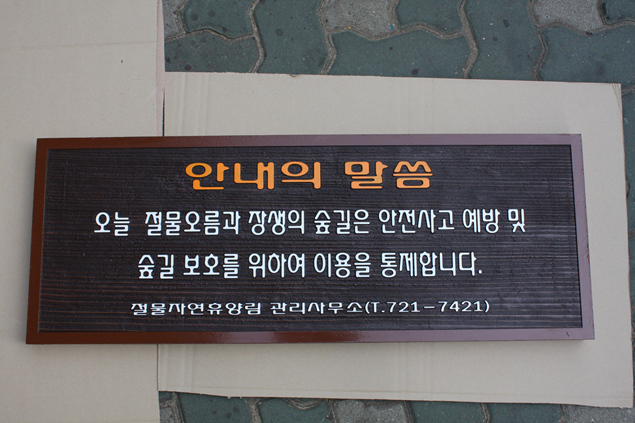 안내의 말씀
오늘 절물오름과 장생의 숲길은 안전사고 예방 및
숲길 보호를 위하여 이용을 통제합니다.
절물자연휴양림 관리사무소(T.721-7421)